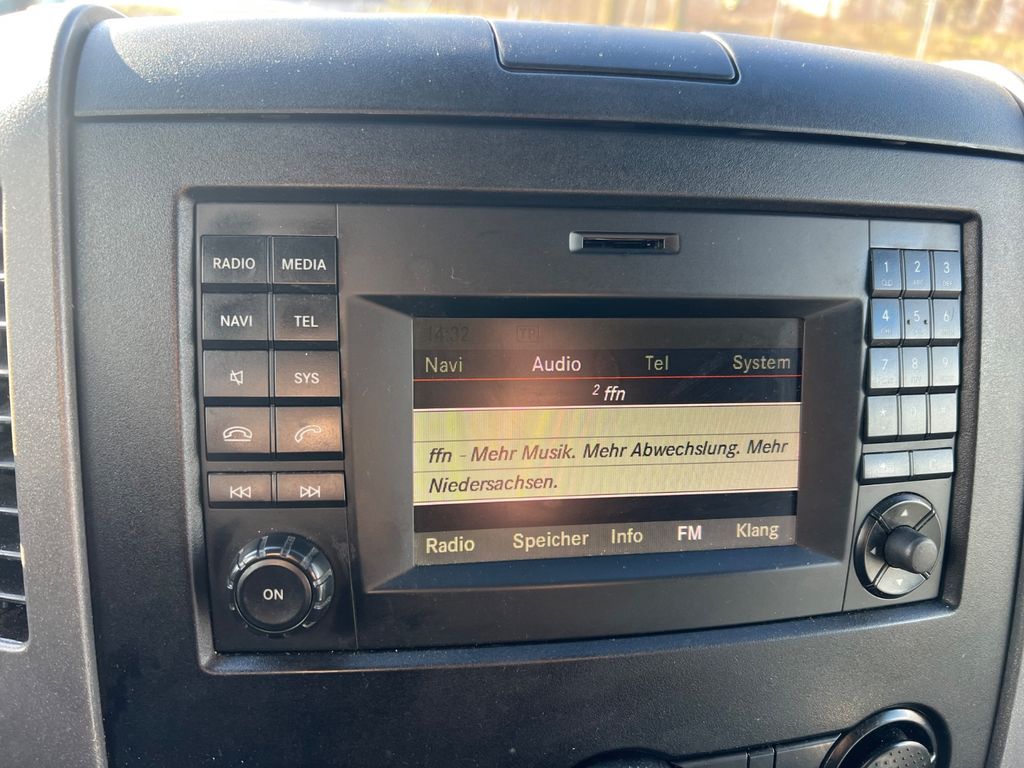 RADIO MEDIA
NAVI TEL
SYS
ON
14:32 TP
Navi Audio Tel System
2 ffn
ffn - Mehr Musik. Mehr Abwechslung. Mehr
Niedersachsen.
Radio Speicher Info FM Klang
1 2 3
4 5 6
7 8 9
* 0 #